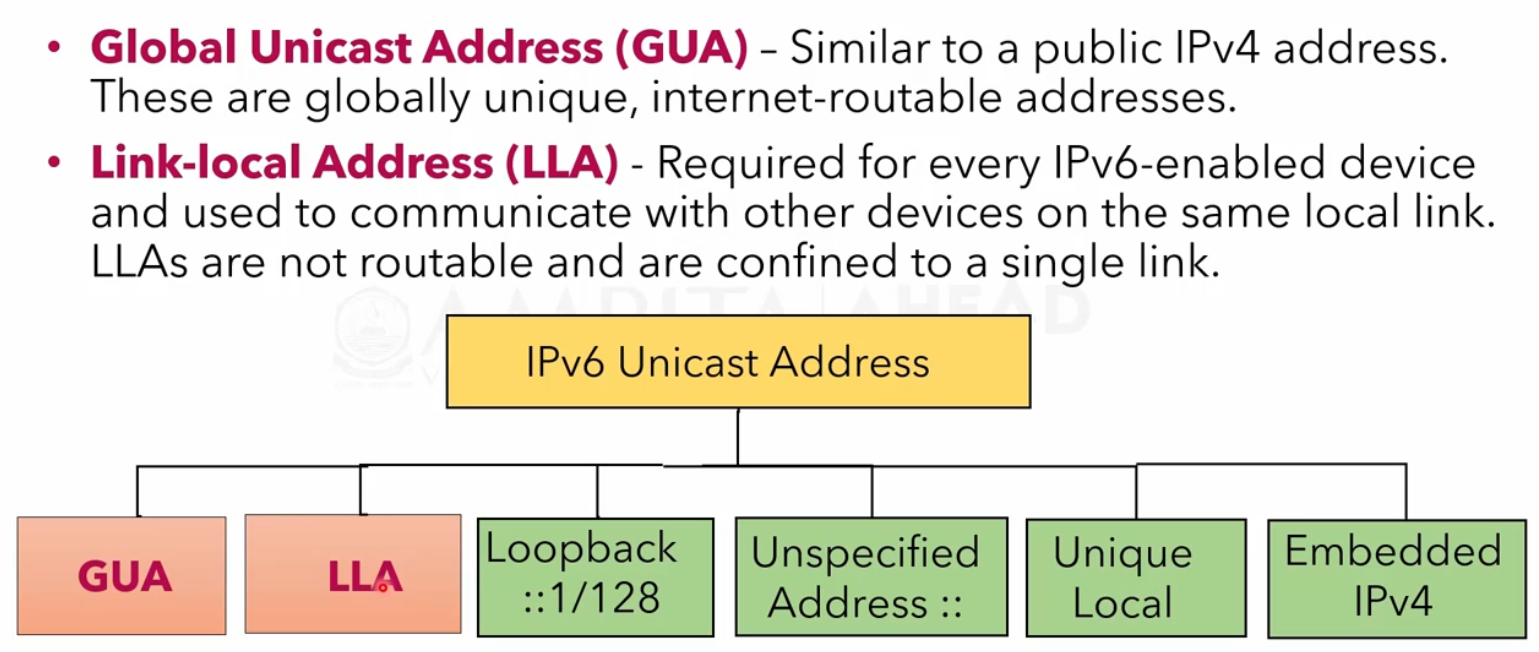 • Global Unicast Address (GUA) – Similar to a public IPv4 address.
These are globally unique, internet-routable addresses.
• Link-local Address (LLA) - Required for every IPv6-enabled device
and used to communicate with other devices on the same local link.
LLAs are not routable and are confined to a single link.
AHEAD
IPv6 Unicast Address
GUA
LLA
Loopback
::1/128
Unspecified
Address ::
Unique
Local
Embedded
IPv4